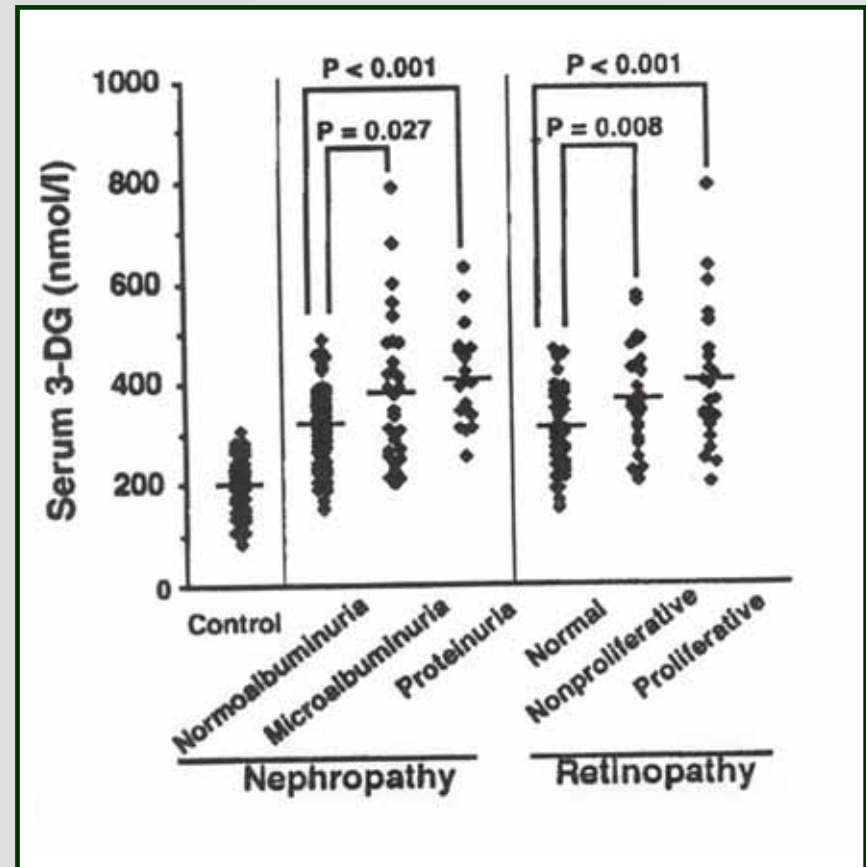 P < 0.001
P < 0.001
P = 0.027
P = 0.008
Serum 3-DG (nmol/l)
1000
800
600
400
200
0
Control
Normoalbuminuria
Microalbuminuria
Proteinuria
Normal
Nonproliferative
Proliferative
Nephropathy
Retinopathy